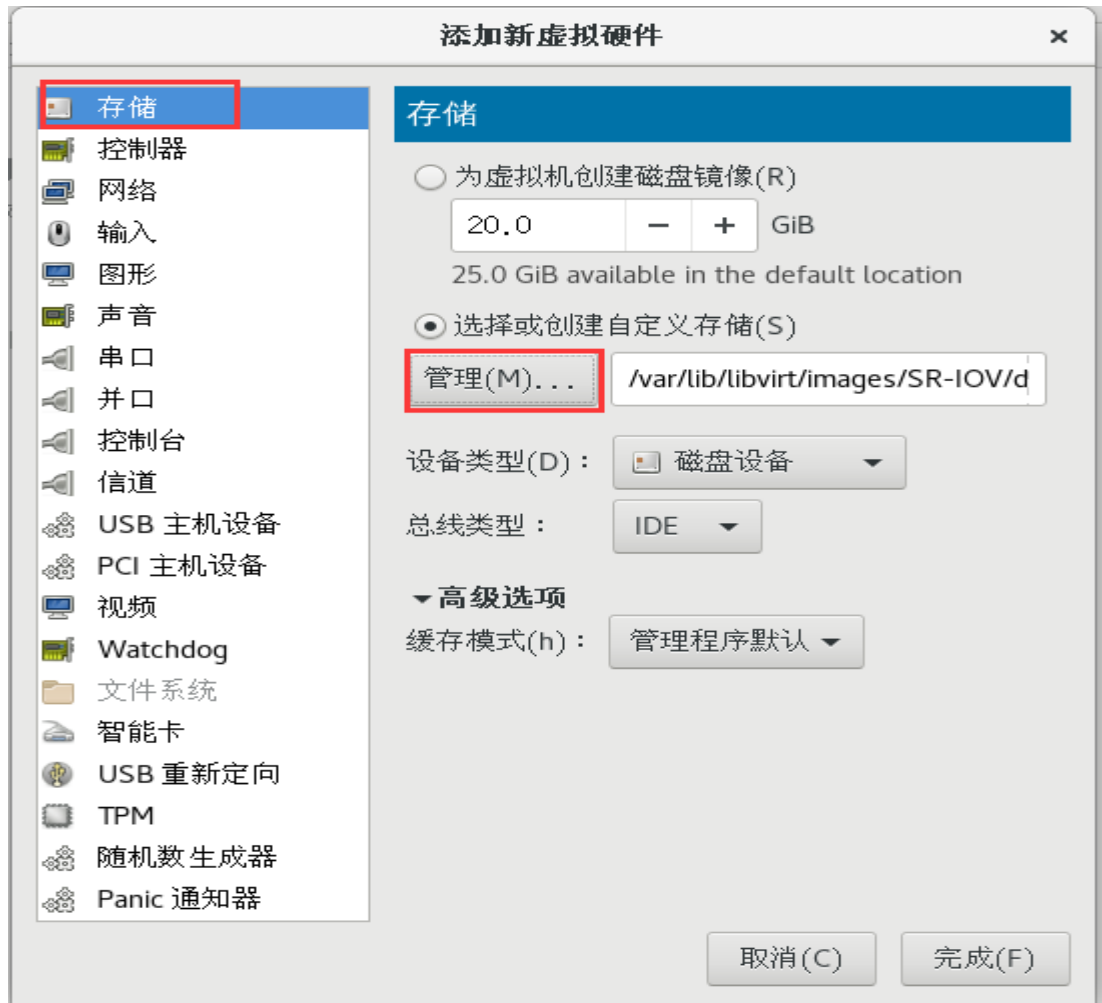 添加新虚拟硬件
存储
控制器
网络
输入
图形
声音
串口
并口
控制台
信道
USB 主机设备
PCI 主机设备
视频
Watchdog
文件系统
智能卡
USB 重新定向
TPM
随机数生成器
Panic 通知器
存储
为虚拟机创建磁盘镜像(R)
20.0 − + GiB
25.0 GiB available in the default location
选择或创建自定义存储(S)
管理(M)... /var/lib/libvirt/images/SR-IOV/d
设备类型(D)： 磁盘设备
总线类型： IDE
高级选项
缓存模式(h)： 管理程序默认
取消(C) 完成(F)